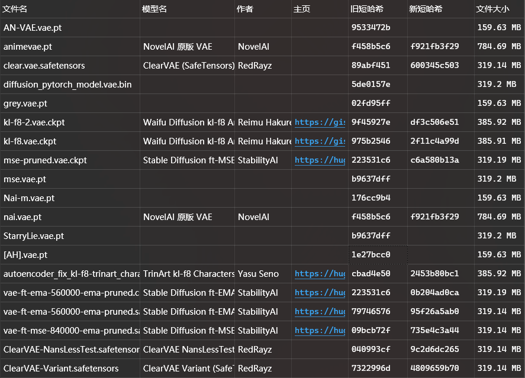 文件名 模型名 作者 主页 旧短哈希 新短哈希 文件大小
AN-VAE.vae.pt 9533472b 159.63 MB
animevae.pt NovelAI 原版 VAE NovelAI f458b5c6 f921fb3f29 784.69 MB
clear.vae.safetensors ClearVAE (SafeTensors) RedRayz 89abf451 600345c503 319.14 MB
diffusion_pytorch_model.vae.bin 5de0157e 319.2 MB
grey.vae.pt 02fd95ff 159.63 MB
kl-f8-2.vae.ckpt Waifu Diffusion kl-f8 A Reimu Hakure https://gis 9f45927e df3c506e51 385.92 MB
kl-f8.vae.ckpt Waifu Diffusion kl-f8 A Reimu Hakure https://gis 975b2546 2f11c4a99d 385.91 MB
mse-pruned.vae.ckpt Stable Diffusion ft-MSE StabilityAI https://hug 223531c6 c6a580b13a 319.19 MB
mse.vae.pt b9637dff 319.2 MB
Nai-m.vae.pt 176cc9b4 159.63 MB
nai.vae.pt NovelAI 原版 VAE NovelAI f458b5c6 f921fb3f29 784.69 MB
StarryLie.vae.pt b9637dff 319.2 MB
[AH].vae.pt 1e27bcc0 159.63 MB
autoencoder_fix_kl-f8-trinart_chara TrinArt kl-f8 Characters Yasu Seno https://hug cbad4e50 2453b80bc1 385.92 MB
vae-ft-ema-560000-ema-pruned.c Stable Diffusion ft-EMA StabilityAI https://hug 223531c6 0b204ad0ca 319.19 MB
vae-ft-ema-560000-ema-pruned.sa Stable Diffusion ft-EMA StabilityAI https://hug 79746576 95f26a5ab0 319.14 MB
vae-ft-mse-840000-ema-pruned.sa Stable Diffusion ft-MSE StabilityAI https://hug 09bcb72f 735e4c3a44 319.14 MB
ClearVAE-NansLessTest.safetensor ClearVAE NansLessTest RedRayz 040993cf 9c2d6dc265 319.14 MB
ClearVAE-Variant.safetensors ClearVAE Variant (Safe RedRayz 7322996d 4809659b70 319.14 MB